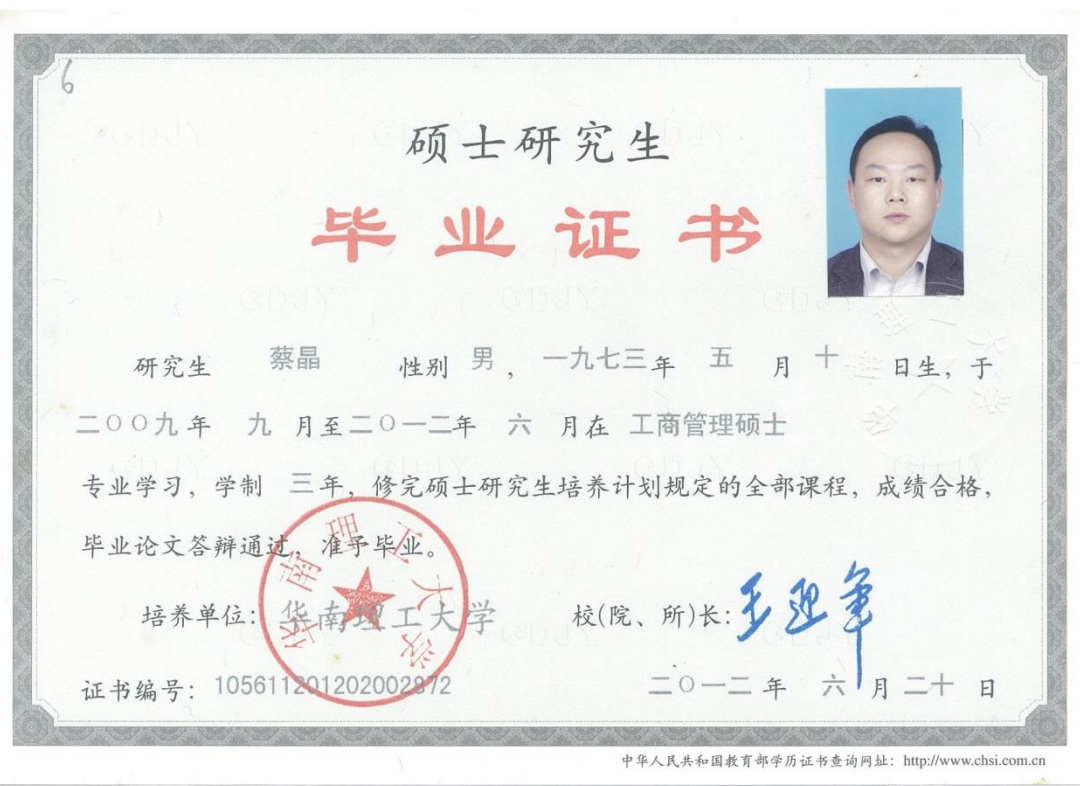 6
硕士研究生
毕业证书
研究生 蔡晶 性别 男，一九七三年 五 月 十 日生，于
二〇〇九年 九 月至二〇一二年 六 月在 工商管理硕士
专业学习，学制 三年，修完硕士研究生培养计划规定的全部课程，成绩合格，
毕业论文答辩通过，准予毕业。
华南理工大学
培养单位：华南理工大学 校(院、所)长：王迎军
证书编号：105611201202002872 二〇一二年 六 月 二十 日
中华人民共和国教育部学历证书查询网址：http://www.chsi.com.cn